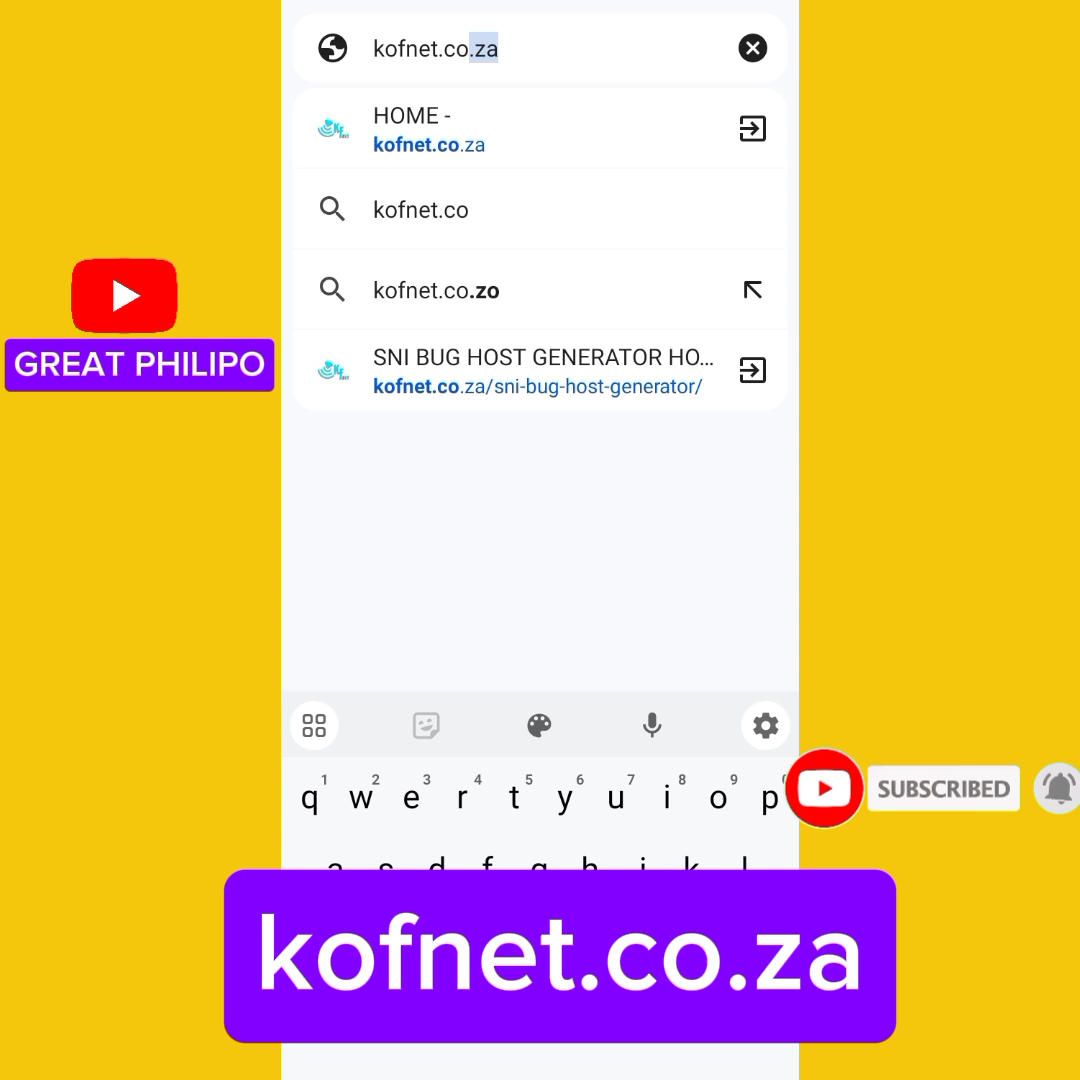 kofnet.co.za
HOME -
kofnet.co.za
kofnet.co
kofnet.co.zo
SNI BUG HOST GENERATOR HO...
kofnet.co.za/sni-bug-host-generator/
GREAT PHILIPO
1 2 3 4 5 6 7 8 9
q w e r t y u i o p
SUBSCRIBED
a s d f g h j k l
kofnet.co.za